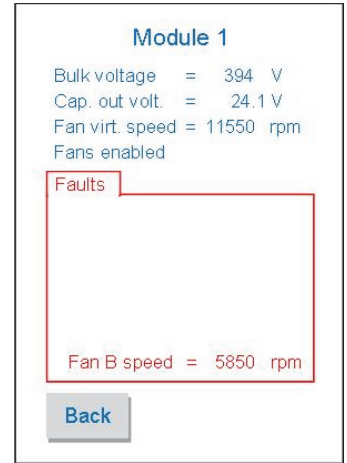 Module 1
Bulk voltage = 394 V
Cap. out volt. = 24.1 V
Fan virt. speed = 11550 rpm
Fans enabled
Faults
Fan B speed = 5850 rpm
Back